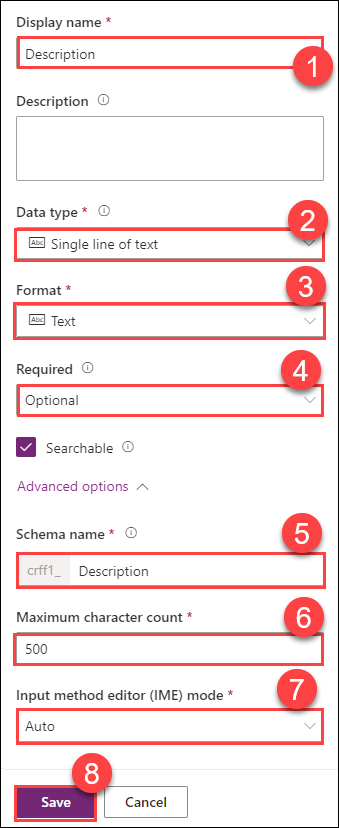 Display name *
Description
1
Description
Data type *
2
Abc Single line of text
Format *
3
Abc Text
Required
4
Optional
Searchable
Advanced options
Schema name *
5
crff1_ Description
Maximum character count *
6
500
Input method editor (IME) mode *
7
Auto
8
Save Cancel